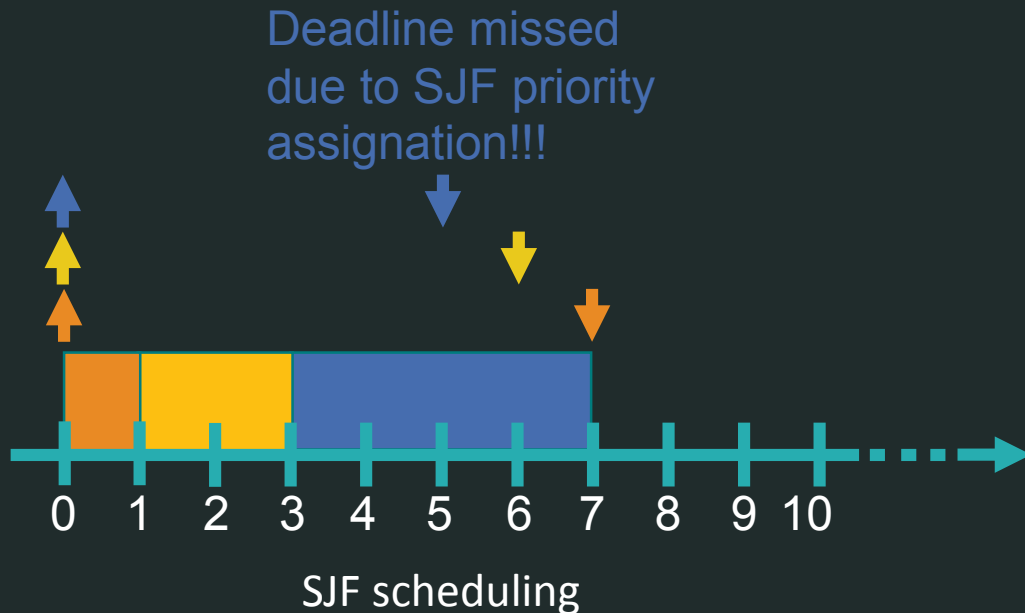 Deadline missed
due to SJF priority
assignation!!!
0 1 2 3 4 5 6 7 8 9 10
SJF scheduling